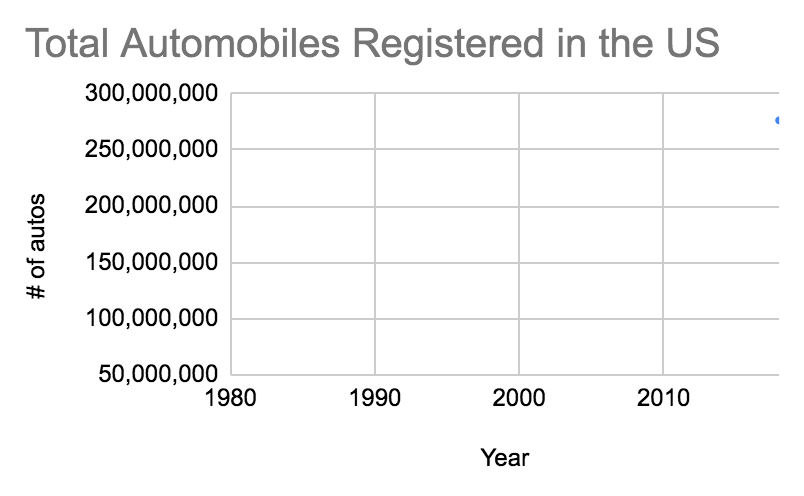 Total Automobiles Registered in the US
300,000,000
250,000,000
200,000,000
150,000,000
100,000,000
50,000,000
# of autos
1980 1990 2000 2010
Year